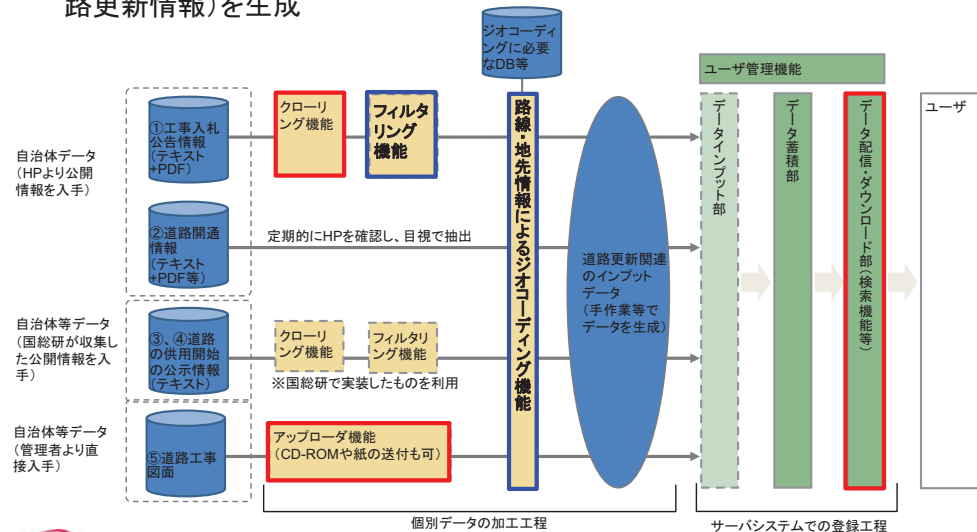 路更新情報)を生成
ジオコーディ
ングに必要
なDB等
ユーザ管理機能
自治体データ
(HPより公開
情報を入手)
①工事入札
公告情報
(テキスト
+PDF)
クローリ
ング機能
フィルタ
リング
機能
路線・地先情報によるジオコーディング機能
データインプット部
データ蓄積部
データ配信・ダウンロード部(検索機能等)
ユーザ
②道路開通
情報
(テキスト
+PDF等)
定期的にHPを確認し、目視で抽出
道路更新関連
のインプット
データ
(手作業等で
データを生成)
自治体等データ
(国総研が収集し
た公開情報を入
手)
③、④道路
の供用開始
の公示情報
(テキスト)
クローリ
ング機能
フィルタリ
ング機能
※国総研で実装したものを利用
自治体等データ
(管理者より直
接入手)
⑤道路工事
図面
アップローダ機能
(CD-ROMや紙の送付も可)
個別データの加工工程
サーバシステムでの登録工程